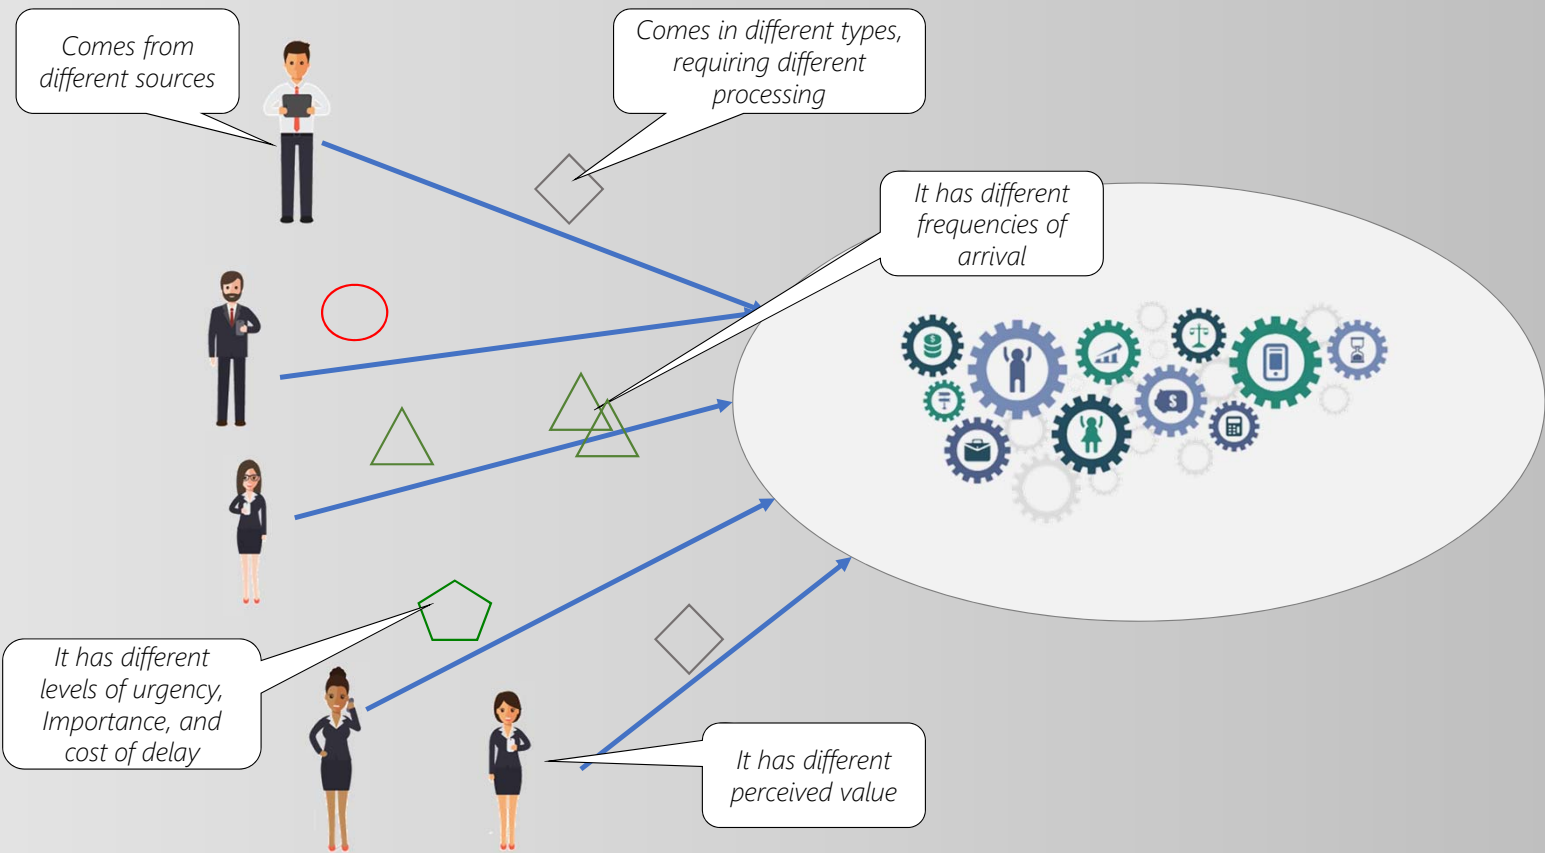 Comes from
different sources
Comes in different types,
requiring different
processing
It has different
frequencies of
arrival
It has different
levels of urgency,
Importance, and
cost of delay
It has different
perceived value
$
$